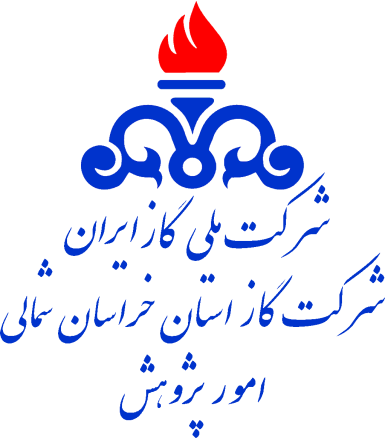 شرکت ملی گاز ایران
شرکت گاز استان خراسان شمالی
امور پژوهش